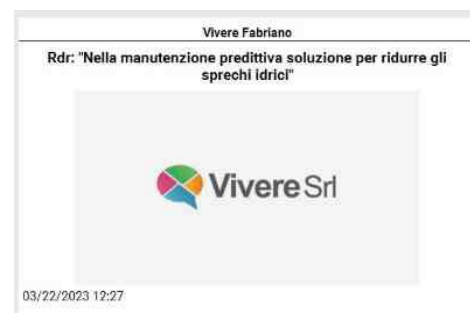 Vivere Fabriano
Rdr: "Nella manutenzione predittiva soluzione per ridurre gli
sprechi idrici"
Vivere Srl
03/22/2023 12:27